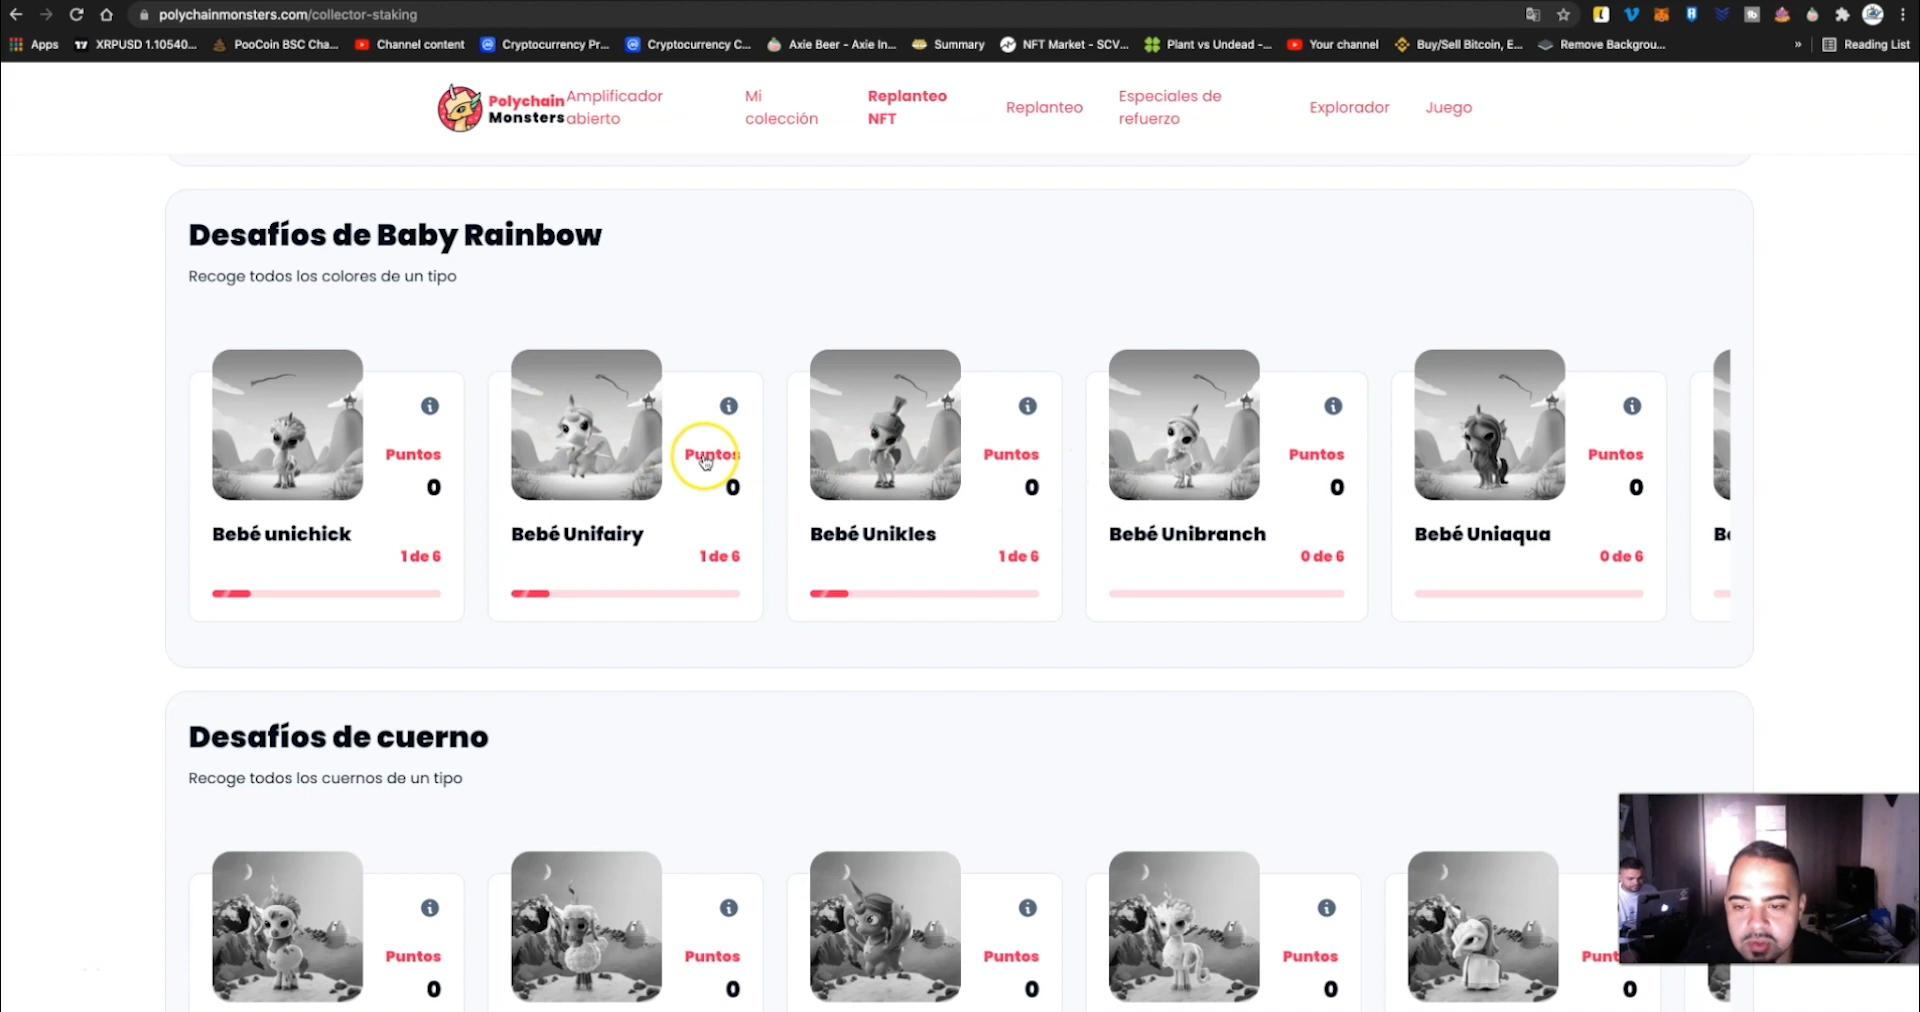 polychainmonsters.com/collector-staking
Apps XRPUSD 1.10540... PooCoin BSC Cha... Channel content Cryptocurrency Pr... Cryptocurrency C... Axie Beer - Axie In... Summary NFT Market - SCV... Plant vs Undead -... Your channel Buy/Sell Bitcoin, E... Remove Backgrou... » Reading List
Polychain
Monsters
Amplificador
abierto
Mi
colección
Replanteo
NFT
Replanteo
Especiales de
refuerzo
Explorador
Juego
Desafíos de Baby Rainbow
Recoge todos los colores de un tipo
Puntos
0
Bebé unichick
1 de 6
Puntos
0
Bebé Unifairy
1 de 6
Puntos
0
Bebé Unikles
1 de 6
Puntos
0
Bebé Unibranch
0 de 6
Puntos
0
Bebé Uniaqua
0 de 6
Desafíos de cuerno
Recoge todos los cuernos de un tipo
Puntos
0
Puntos
0
Puntos
0
Puntos
0
Punt
0